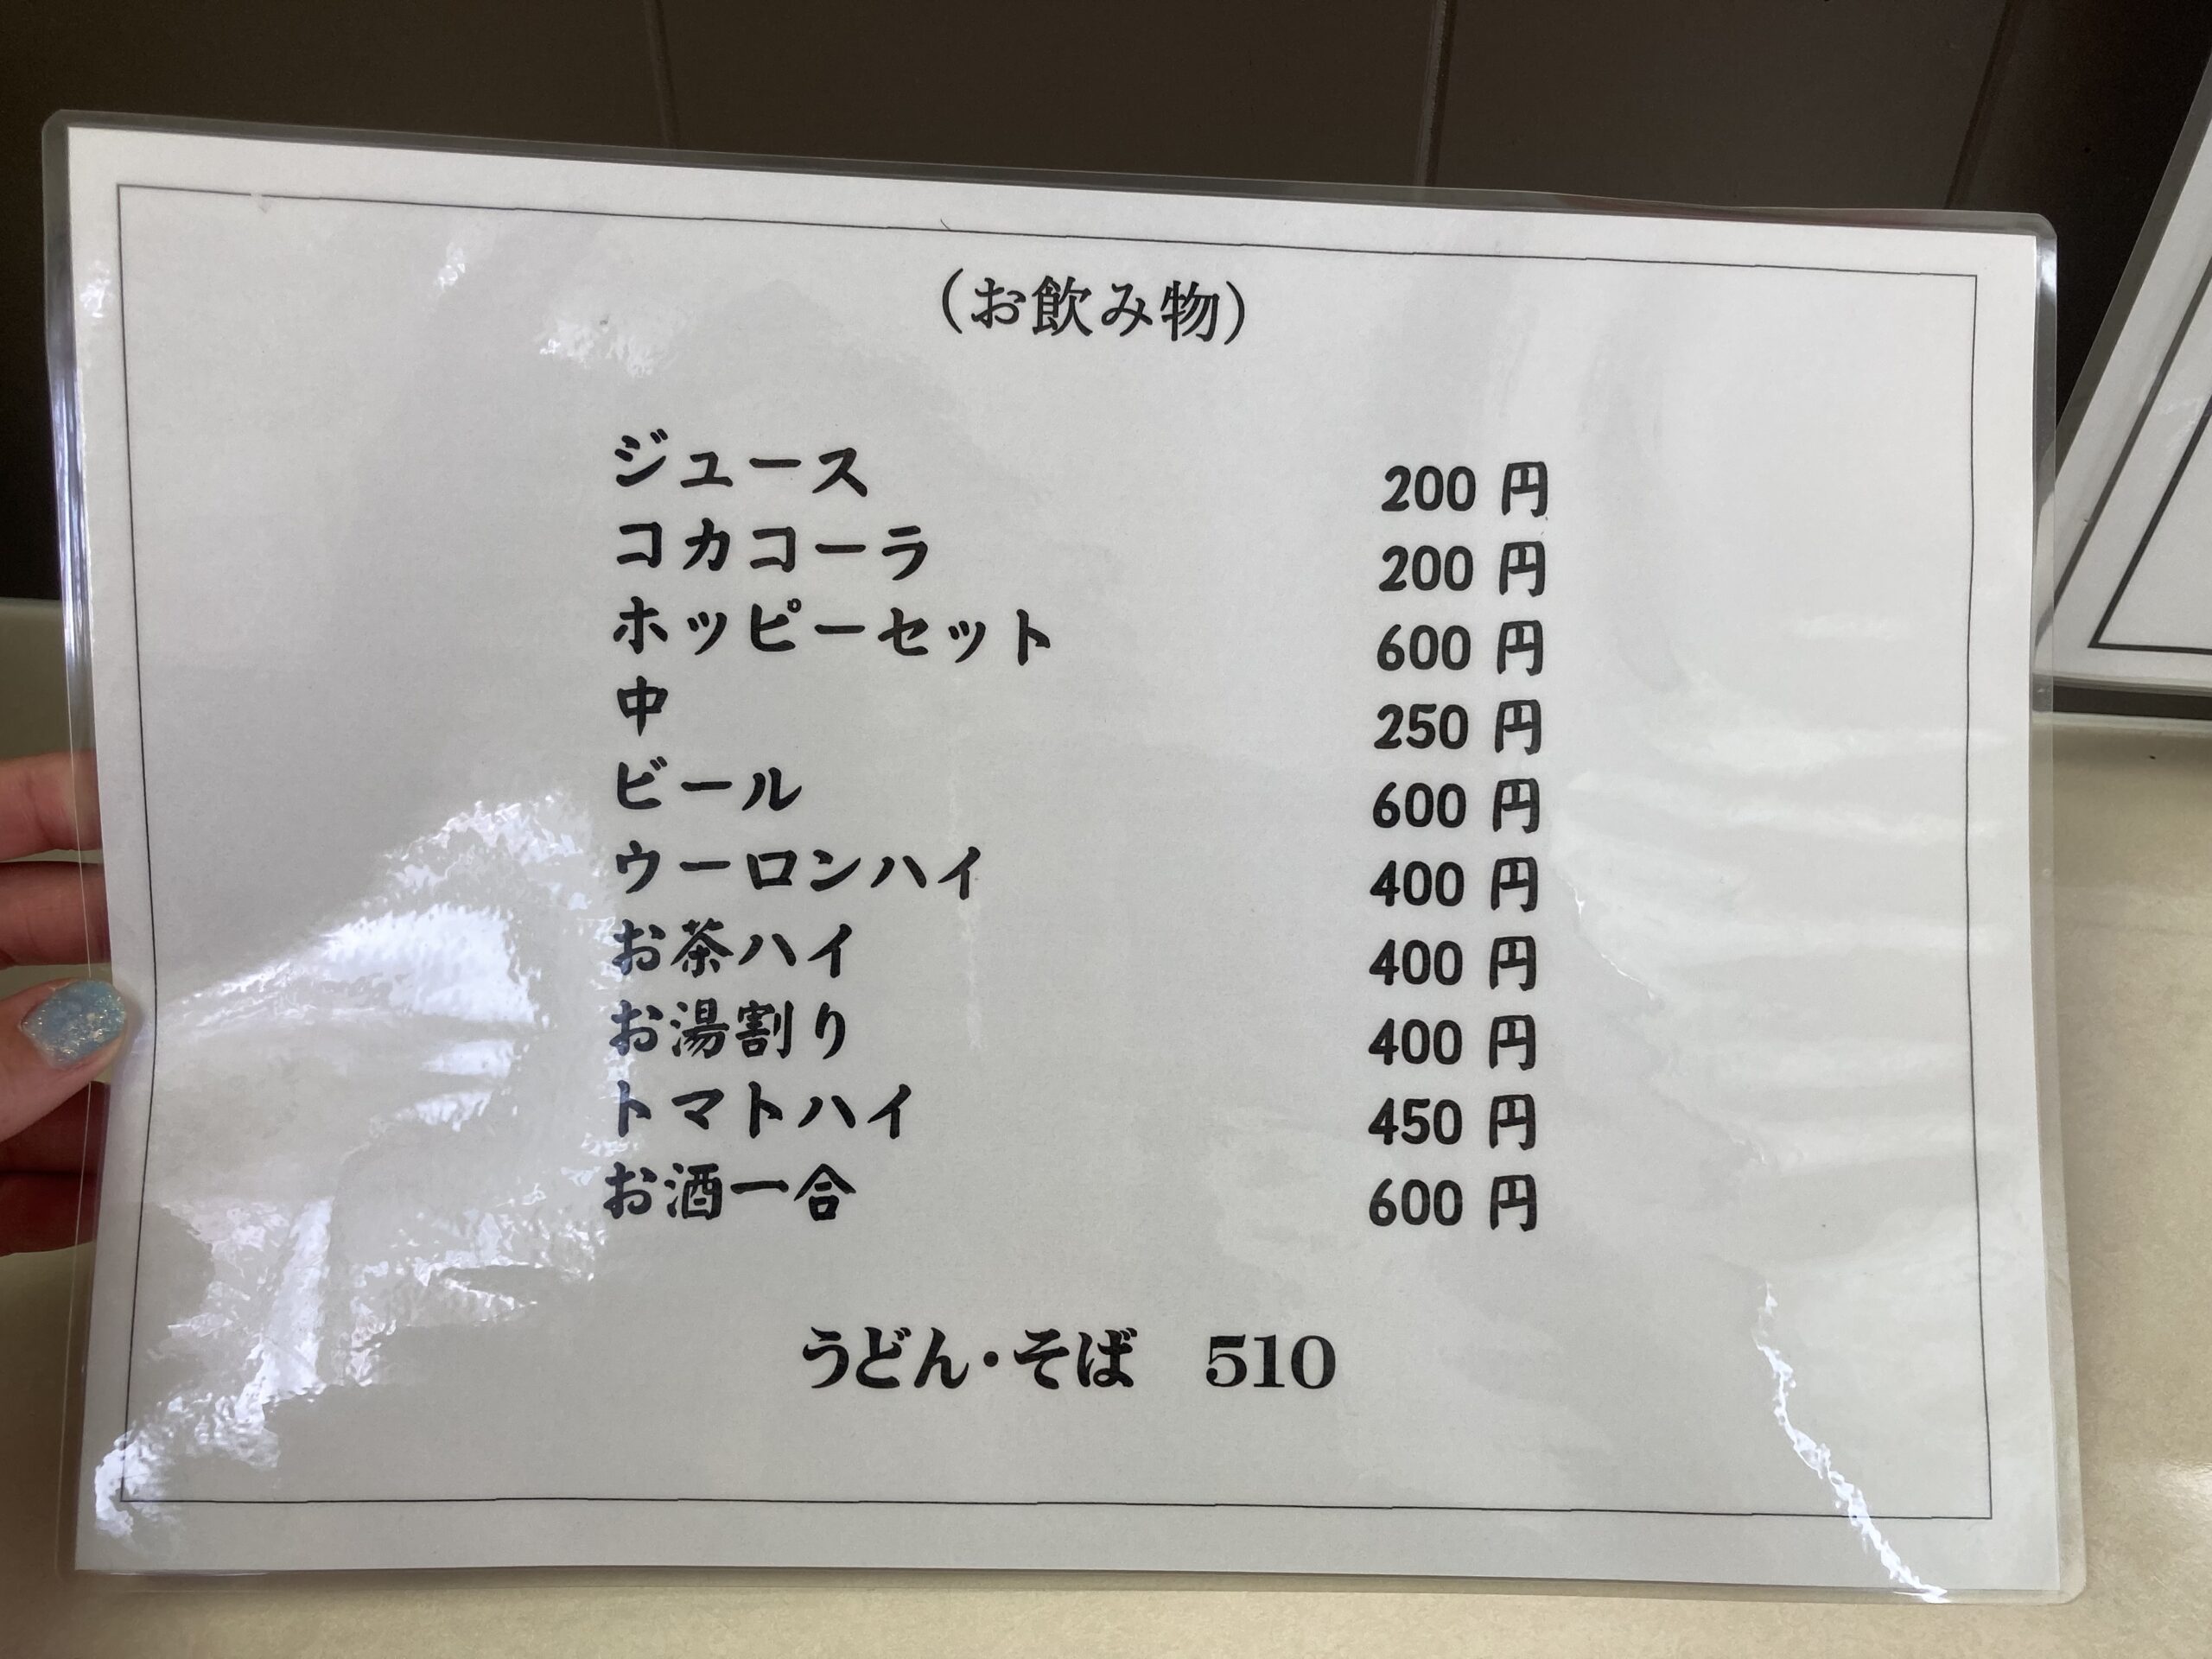 (お飲み物)
ジュース 200 円
コカコーラ 200 円
ホッピーセット 600 円
中 250 円
ビール 600 円
ウーロンハイ 400 円
お茶ハイ 400 円
お湯割り 400 円
トマトハイ 450 円
お酒一合 600 円
うどん・そば 510